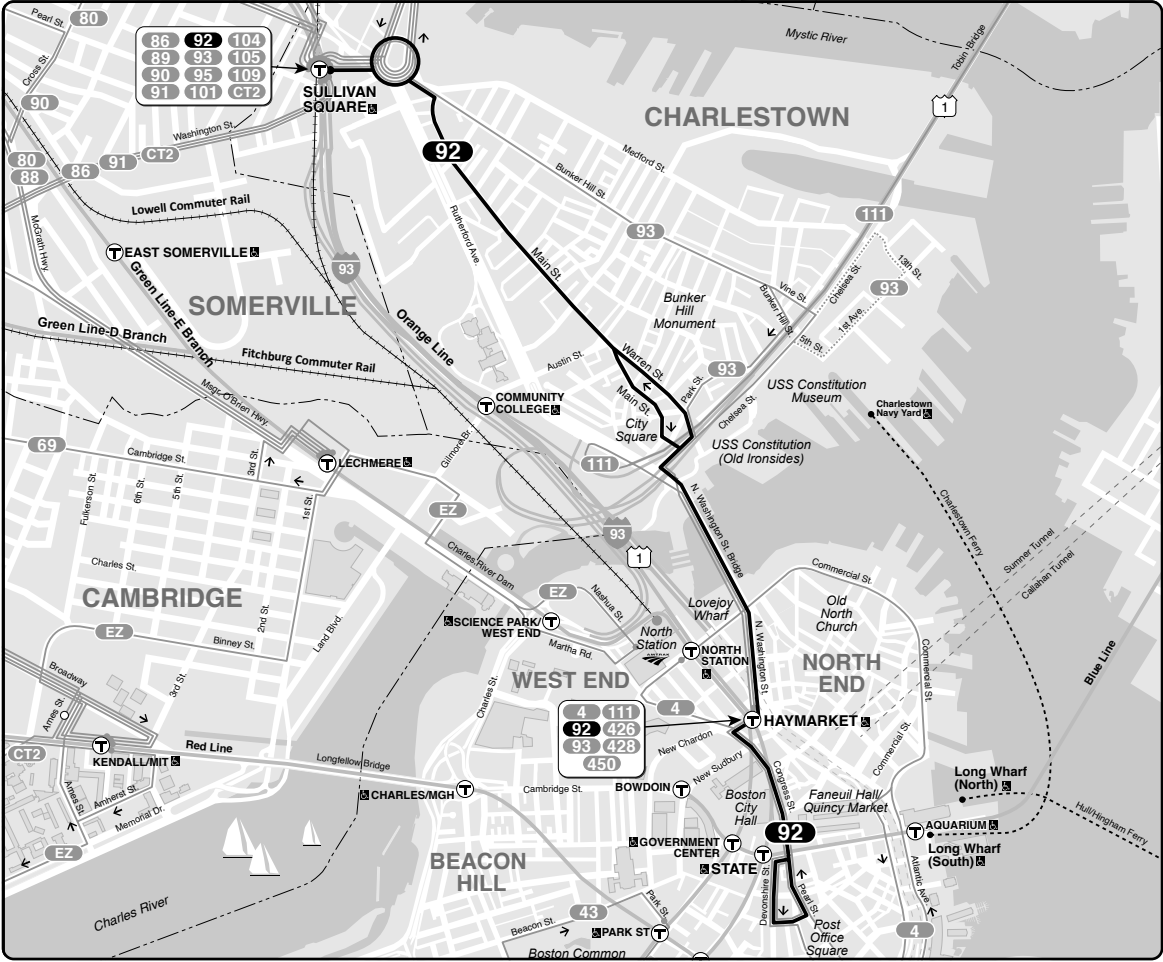 Pearl St.
80
Cross St.
86 92 104
89 93 105
90 95 109
91 101 CT2
SULLIVAN
SQUARE
Mystic River
Tobin Bridge
1
CHARLESTOWN
90
Washington St.
CT2
91
86
80
88
92
Medford St.
Bunker Hill St.
Lowell Commuter Rail
McGrath Hwy.
Rutherford Ave.
93
111
EAST SOMERVILLE
Green Line-E Branch
93
Main St.
13th St.
Chelsea St.
93
Vine St.
Bunker Hill St.
1st Ave.
5th St.
SOMERVILLE
Orange Line
Bunker
Hill
Monument
Green Line-D Branch
Fitchburg Commuter Rail
Austin St.
Warren St.
93
Park St.
Chelsea St.
Main St.
City
Square
USS Constitution
Museum
Charlestown
Navy Yard
USS Constitution
(Old Ironsides)
Msgr. O'Brien Hwy.
COMMUNITY
COLLEGE
Gilmore Br.
69
Cambridge St.
3rd St.
LECHMERE
111
Fulkerson St.
6th St.
5th St.
1st St.
EZ
N. Washington St. Bridge
93
1
Charlestown Ferry
Sumner Tunnel
Callahan Tunnel
Charles St.
CAMBRIDGE
Charles River Dam
EZ
Nashua St.
Commercial St.
Lovejoy
Wharf
Old
North
Church
EZ
Binney St.
2nd St.
Land Blvd.
SCIENCE PARK/
WEST END
Martha Rd.
North
Station
AMTRAK
NORTH
STATION
N. Washington St.
NORTH
END
Commercial St.
Blue Line
Broadway
3rd St.
Ames St.
WEST END
Charles St.
4 111
92 426
93 428
450
4
HAYMARKET
New Chardon
Commercial St.
CT2
KENDALL/MIT
Red Line
Longfellow Bridge
New Sudbury
Congress St.
Ames St.
Amherst St.
Memorial Dr.
CHARLES/MGH
Cambridge St.
BOWDOIN
Boston
City
Hall
Faneuil Hall/
Quincy Market
Long Wharf
(North)
Hull/Hingham Ferry
92
AQUARIUM
Long Wharf
(South)
EZ
GOVERNMENT
CENTER
STATE
BEACON
HILL
Devonshire St.
Pearl St.
Atlantic Ave.
Charles River
43
Beacon St.
Park St.
PARK ST
Post
Office
Square
4
Boston Common